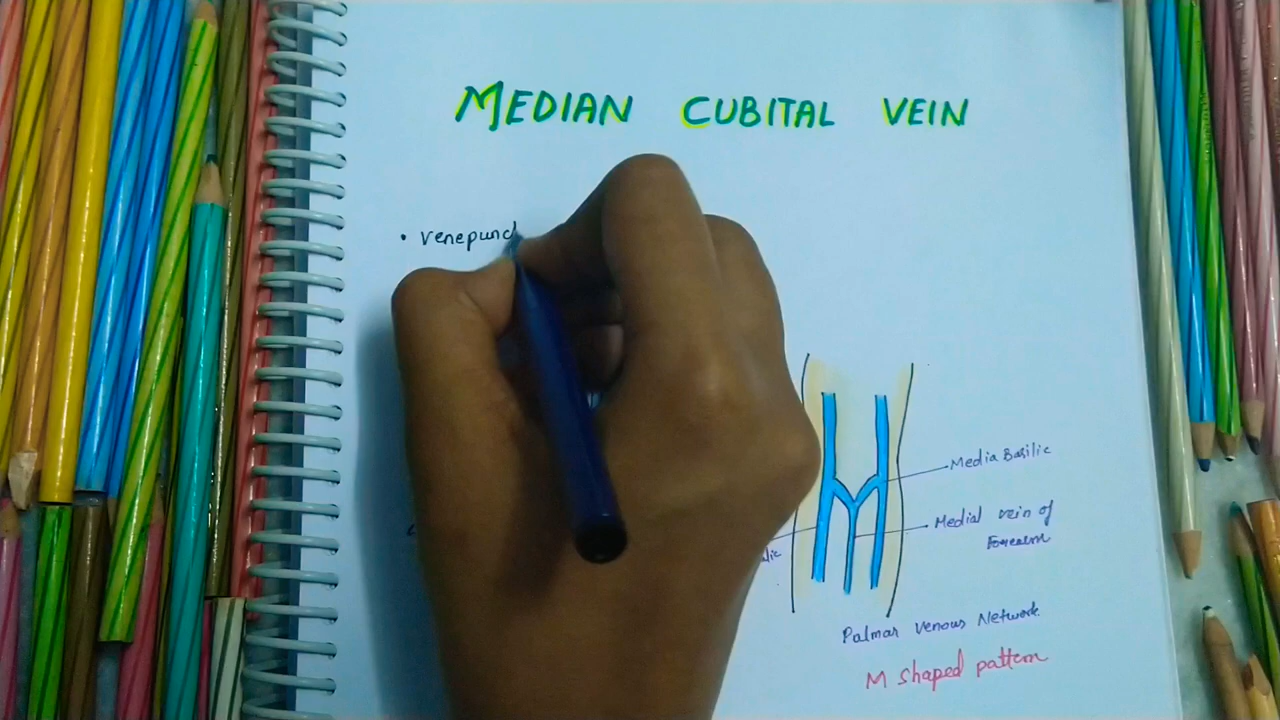 MEDIAN CUBITAL VEIN
• venepunct
Media Basilic
Medial vein of
Forearm
Palmar Venous Network
M shaped pattern